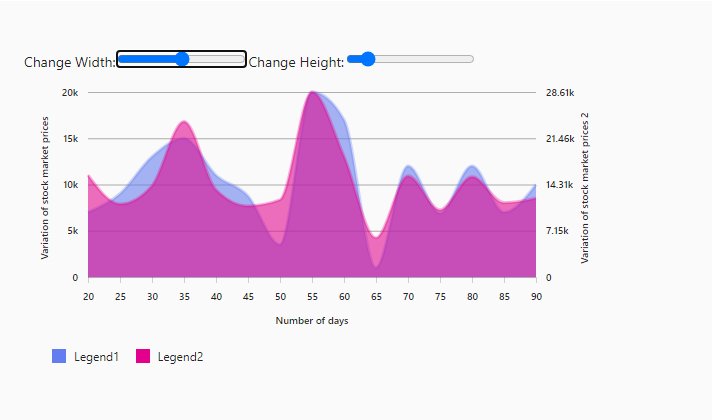 Change Width: Change Height:
20k 28.61k
15k 21.46k
10k 14.31k
5k 7.15k
0 0
Variation of stock market prices
Variation of stock market prices 2
20 25 30 35 40 45 50 55 60 65 70 75 80 85 90
Number of days
Legend1 Legend2